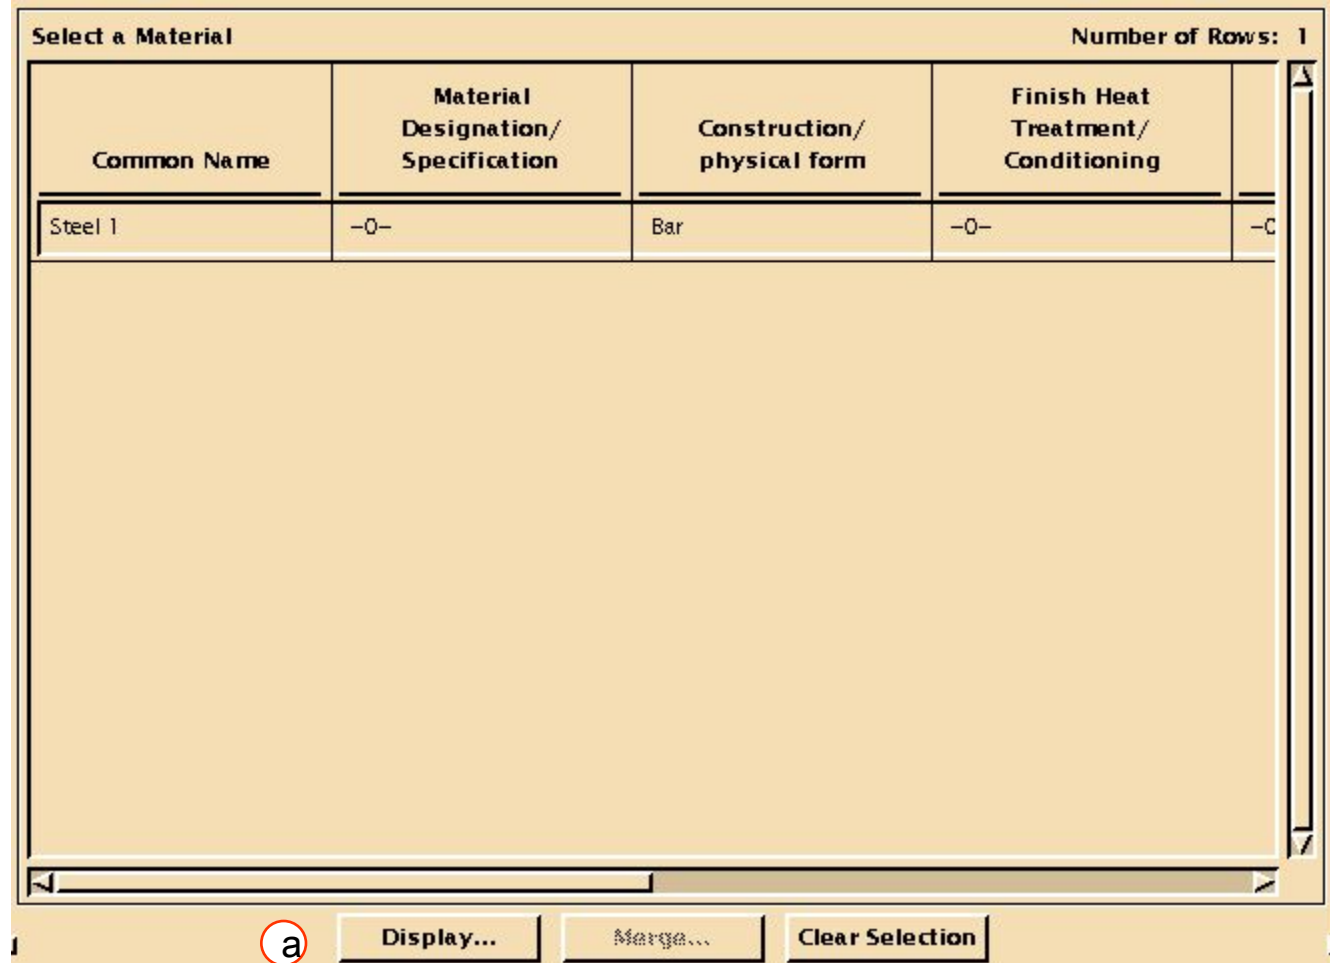 Select a Material Number of Rows: 1
Material Finish Heat
Designation/ Construction/ Treatment/
Common Name Specification physical form Conditioning
Steel 1 -0- Bar -0-
a Display... Merge... Clear Selection